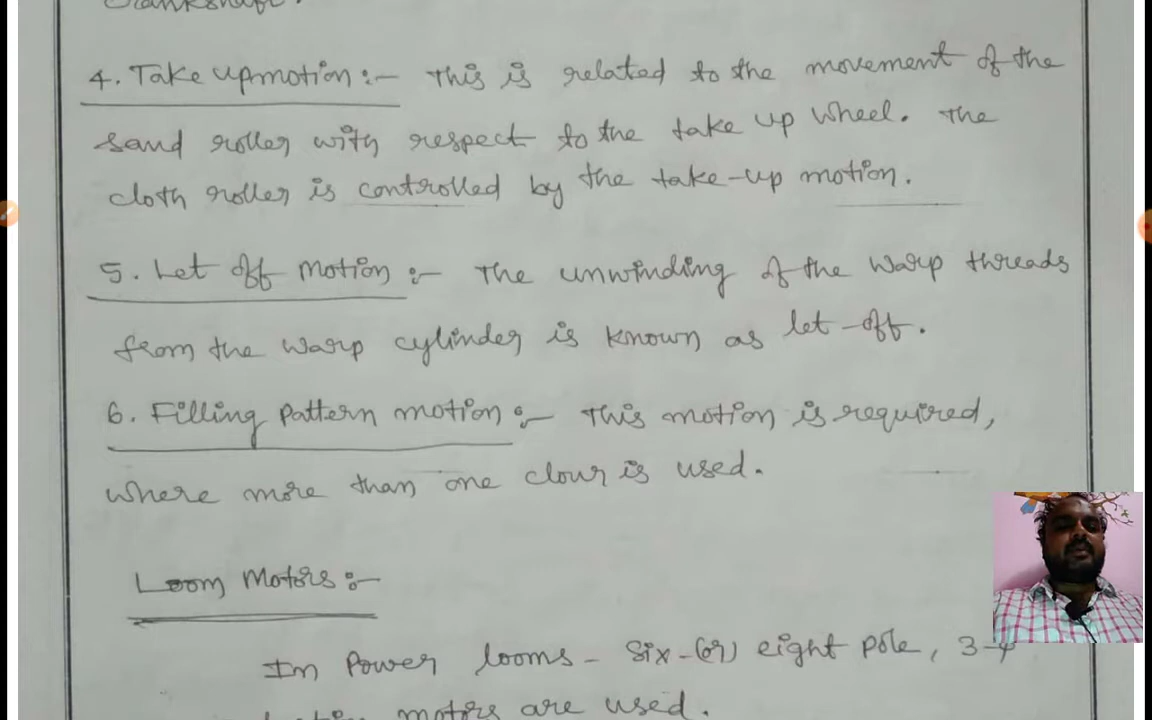 Crankshaft.
4. Take upmotion :- This is related to the movement of the
sand roller with respect to the take up wheel. The
cloth roller is controlled by the take-up motion.
5. Let off motion :- The unwinding of the warp threads
from the warp cylinder is known as let-off.
6. Filling pattern motion :- This motion is required,
where more than one clour is used.
Loom Motors :-
In Power looms - Six-(or) eight pole, 3-φ
motors are used.